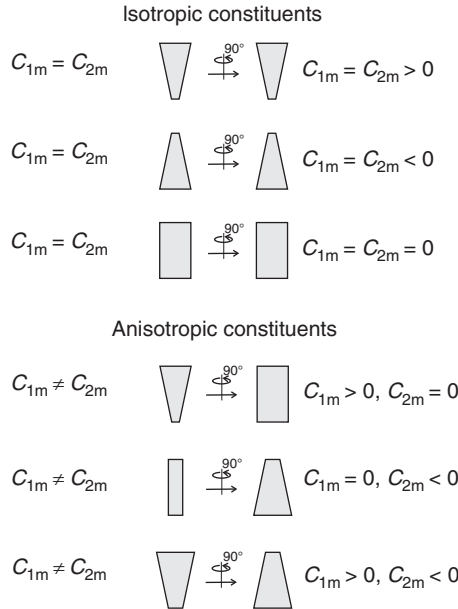 Isotropic constituents
C1m = C2m 90° C1m = C2m > 0
C1m = C2m 90° C1m = C2m < 0
C1m = C2m 90° C1m = C2m = 0
Anisotropic constituents
C1m ≠ C2m 90° C1m > 0, C2m = 0
C1m ≠ C2m 90° C1m = 0, C2m < 0
C1m ≠ C2m 90° C1m > 0, C2m < 0